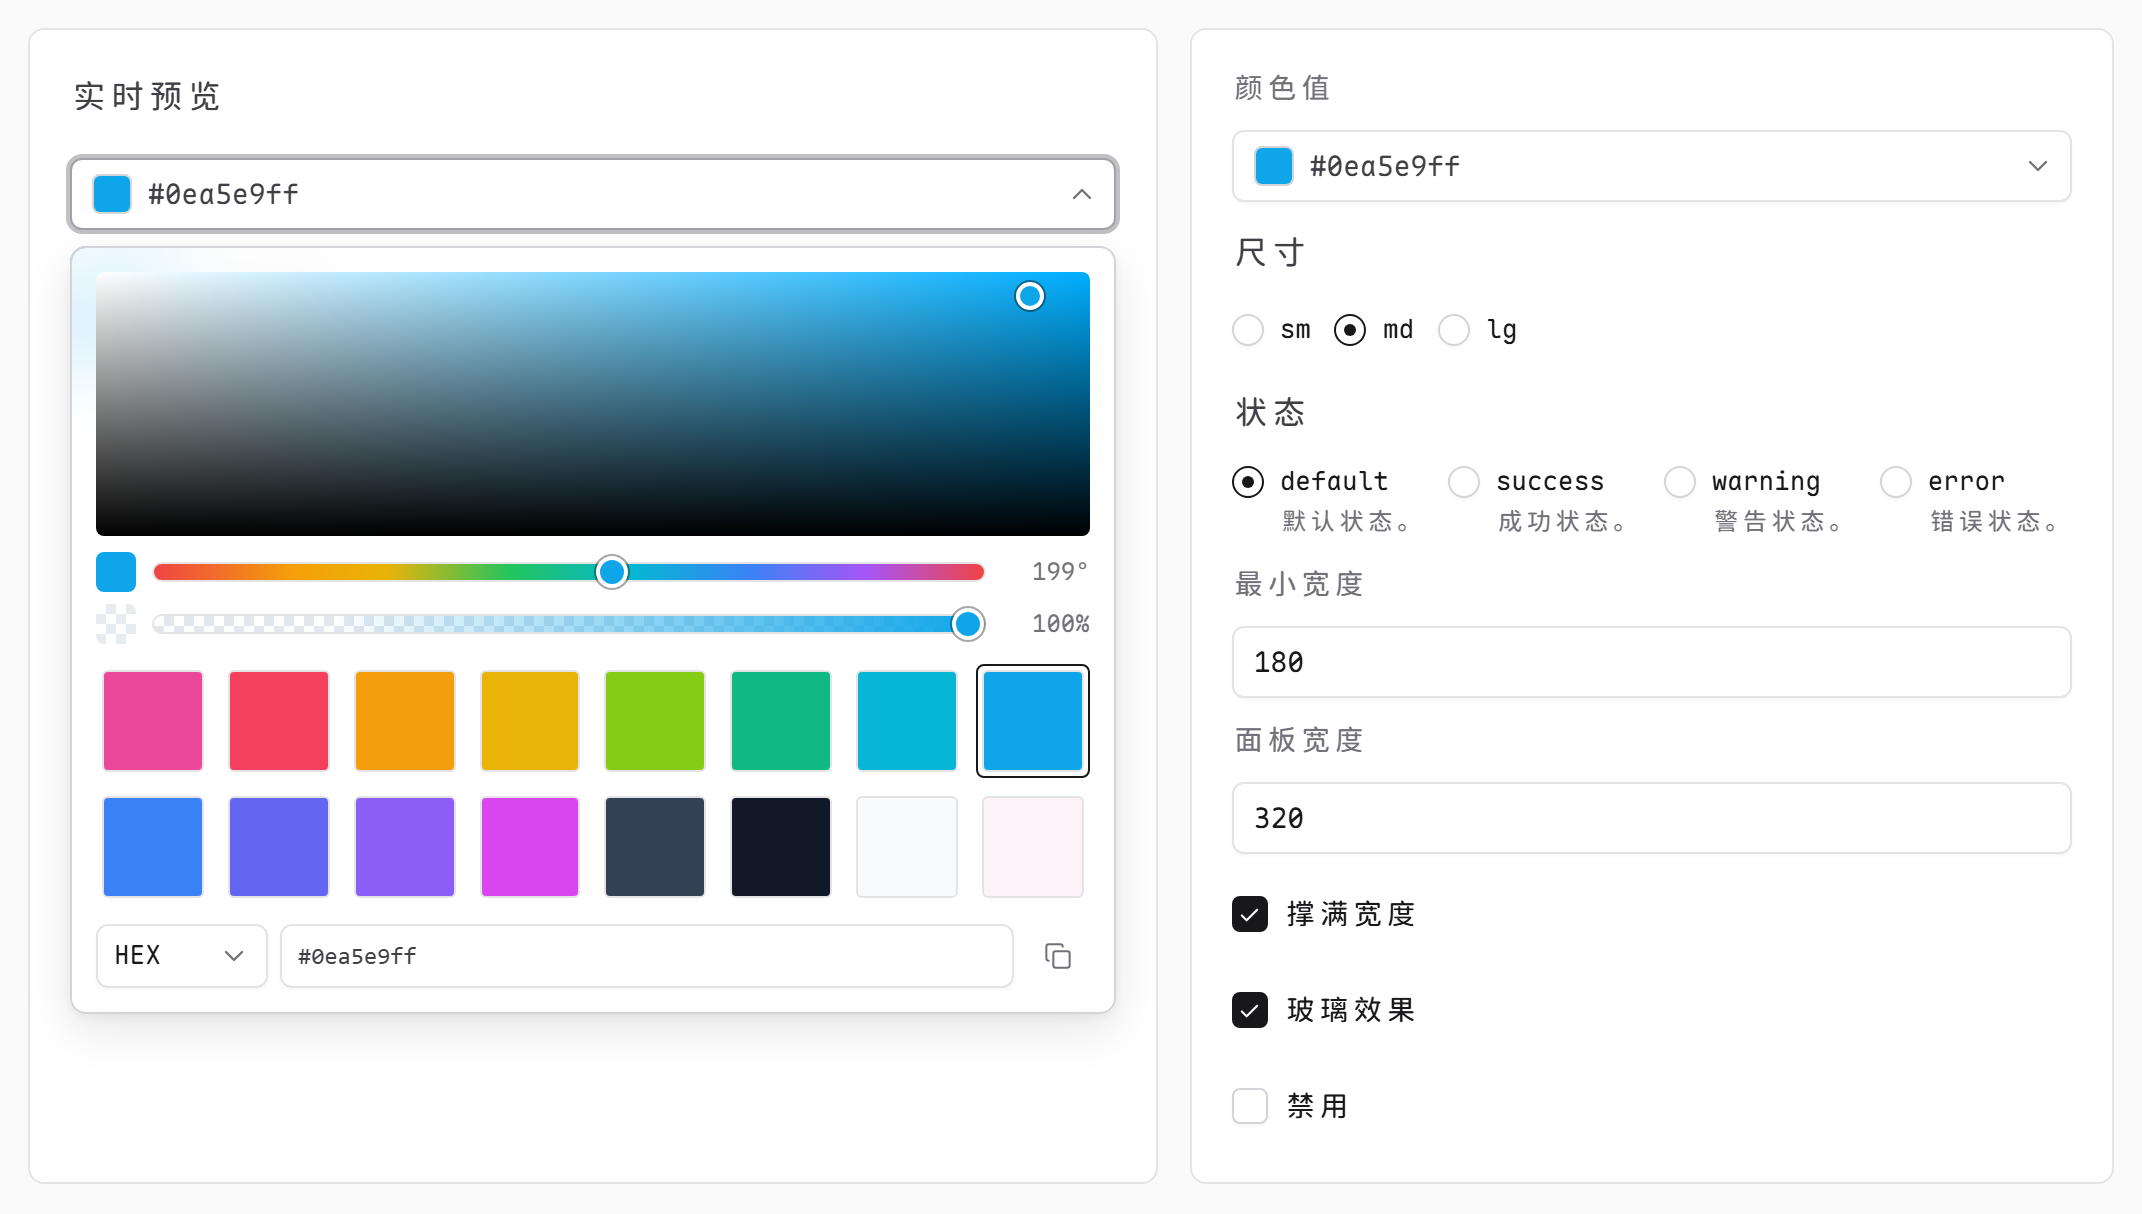 实时预览
#0ea5e9ff
199°
100%
HEX
#0ea5e9ff
颜色值
#0ea5e9ff
尺寸
sm md lg
状态
default success warning error
默认状态。 成功状态。 警告状态。 错误状态。
最小宽度
180
面板宽度
320
撑满宽度
玻璃效果
禁用